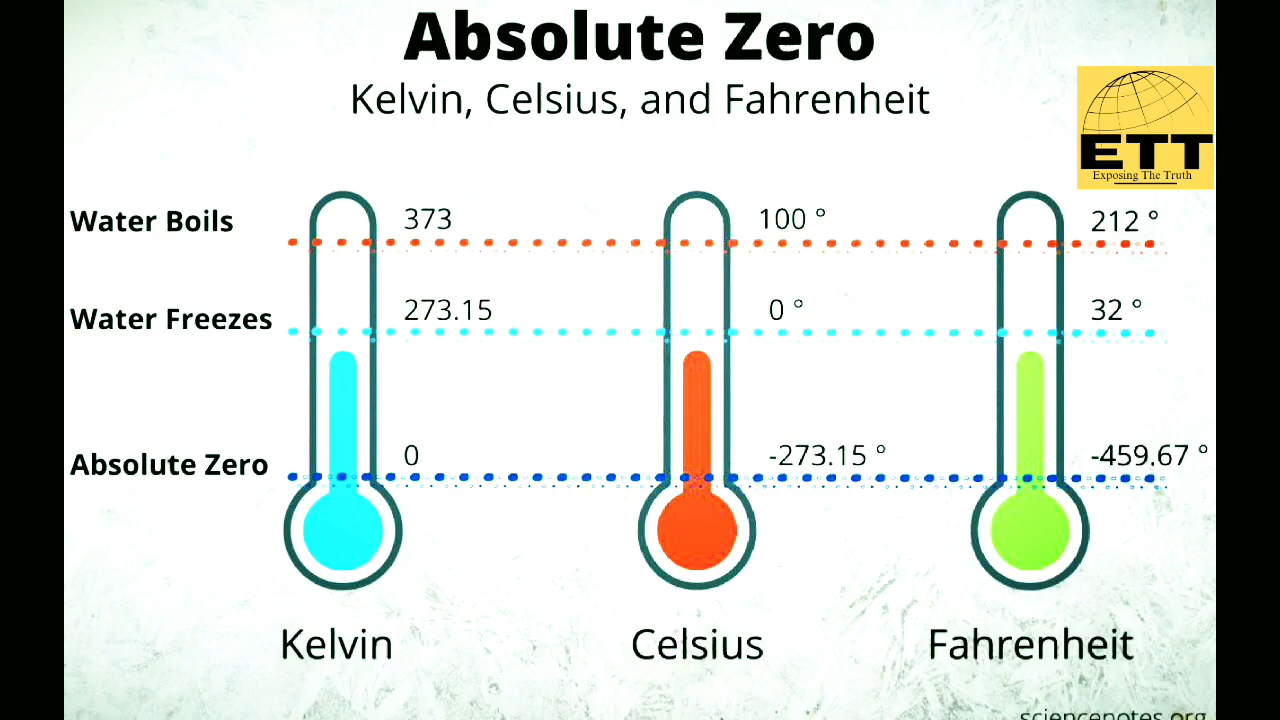 Absolute Zero
Kelvin, Celsius, and Fahrenheit
ETT
Exposing The Truth
Water Boils 373 100 ° 212 °
Water Freezes 273.15 0 ° 32 °
Absolute Zero 0 -273.15 ° -459.67 °
Kelvin Celsius Fahrenheit
sciencenotes.org